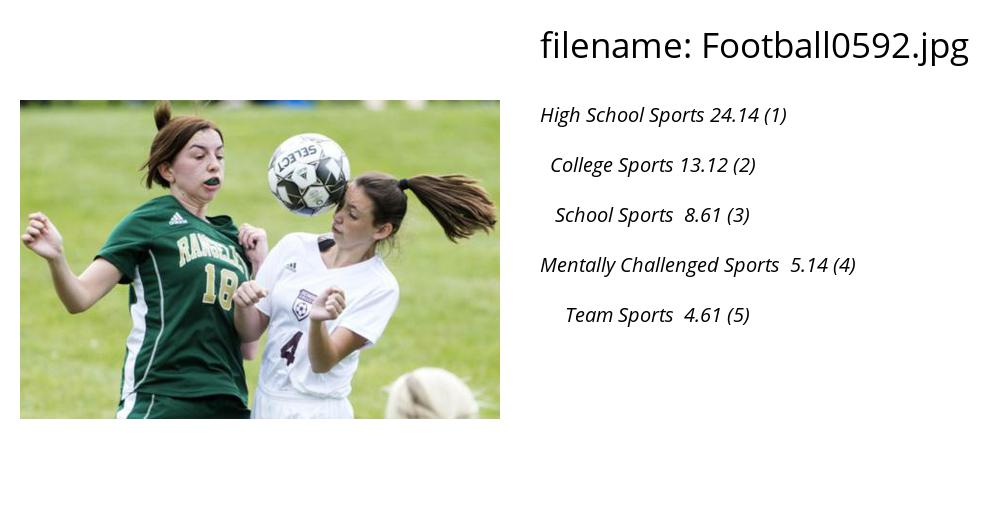 filename: Football0592.jpg
High School Sports 24.14 (1)
College Sports 13.12 (2)
School Sports 8.61 (3)
Mentally Challenged Sports 5.14 (4)
Team Sports 4.61 (5)
SELECT
adidas
RANGELEY
18
4